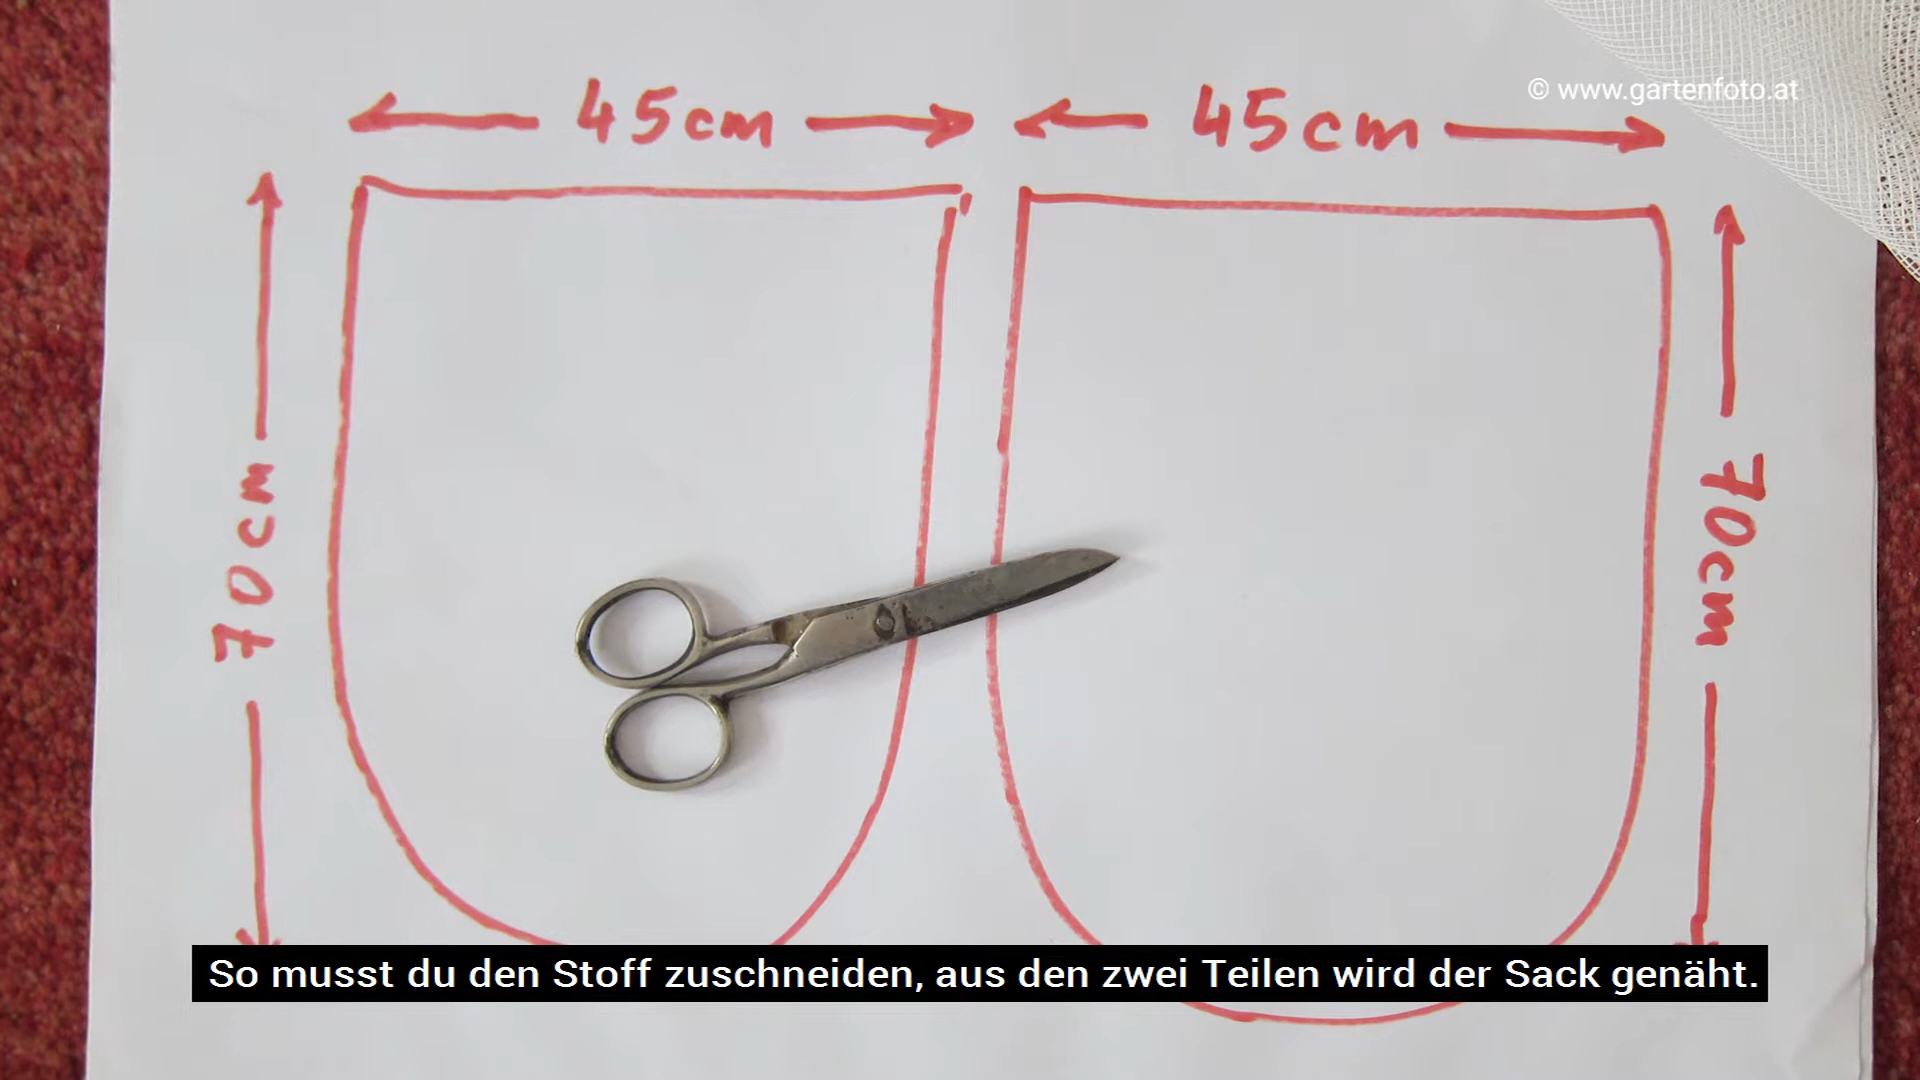 © www.gartenfoto.at
45cm
45cm
70cm
70cm
So musst du den Stoff zuschneiden, aus den zwei Teilen wird der Sack genäht.